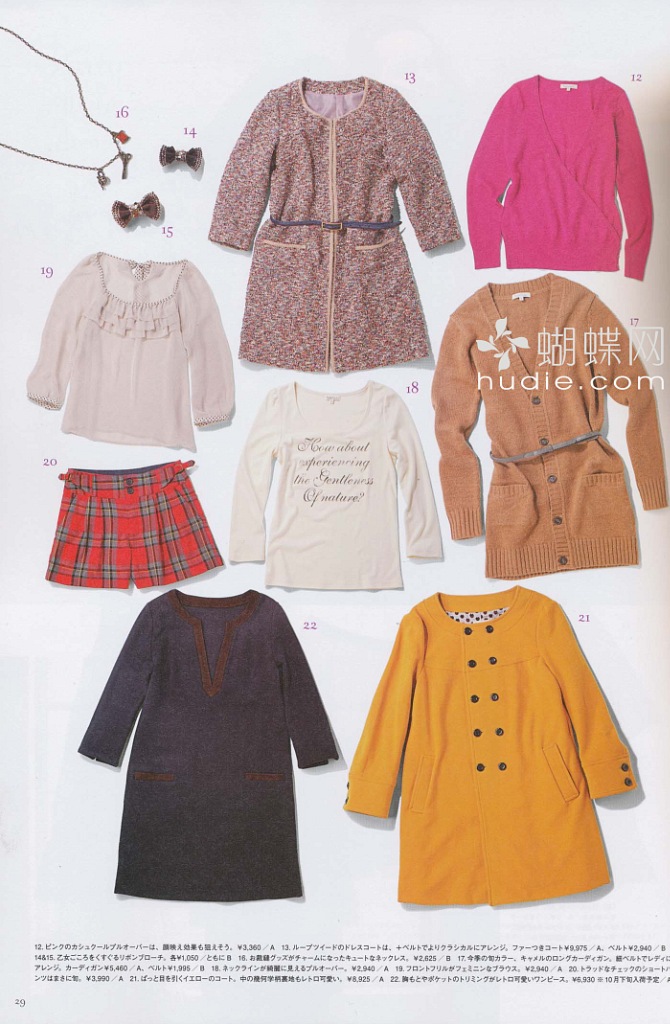 13
12
16
14
15
19
17
蝴蝶网
hudie.com
18
How about
xperiencing
the Gentleness
Of nature?
20
22
21
12. ピンクのカシュクールプルオーバーは、顔映え効果も狙えそう。¥3,360／A　13. ループツイードのドレスコートは、＋ベルトでよりクラシカルにアレンジ。ファーつきコート¥9,975／A、ベルト¥2,940／B
14&15. 乙女ごころをくすぐるリボンブローチ。各¥1,050／ともにB　16. お裁縫グッズがチャームになったキュートなネックレス。¥2,625／B　17. 今季の旬カラー、キャメルのロングカーディガン。細ベルトでレディに
アレンジ。カーディガン¥5,460／A、ベルト¥1,995／B　18. ネックラインが綺麗に見えるプルオーバー。¥2,940／A　19. フロントフリルがフェミニンなブラウス。¥2,940／A　20. トラッドなチェックのショートパ
ンツはまさに旬。¥3,990／A　21. ぱっと目を引くイエローのコート。中の幾何学柄裏地もレトロ可愛い。¥8,925／A　22. 胸もとやポケットのトリミングがレトロ可愛いワンピース。¥6,930 ※10月下旬入荷予定／A
29